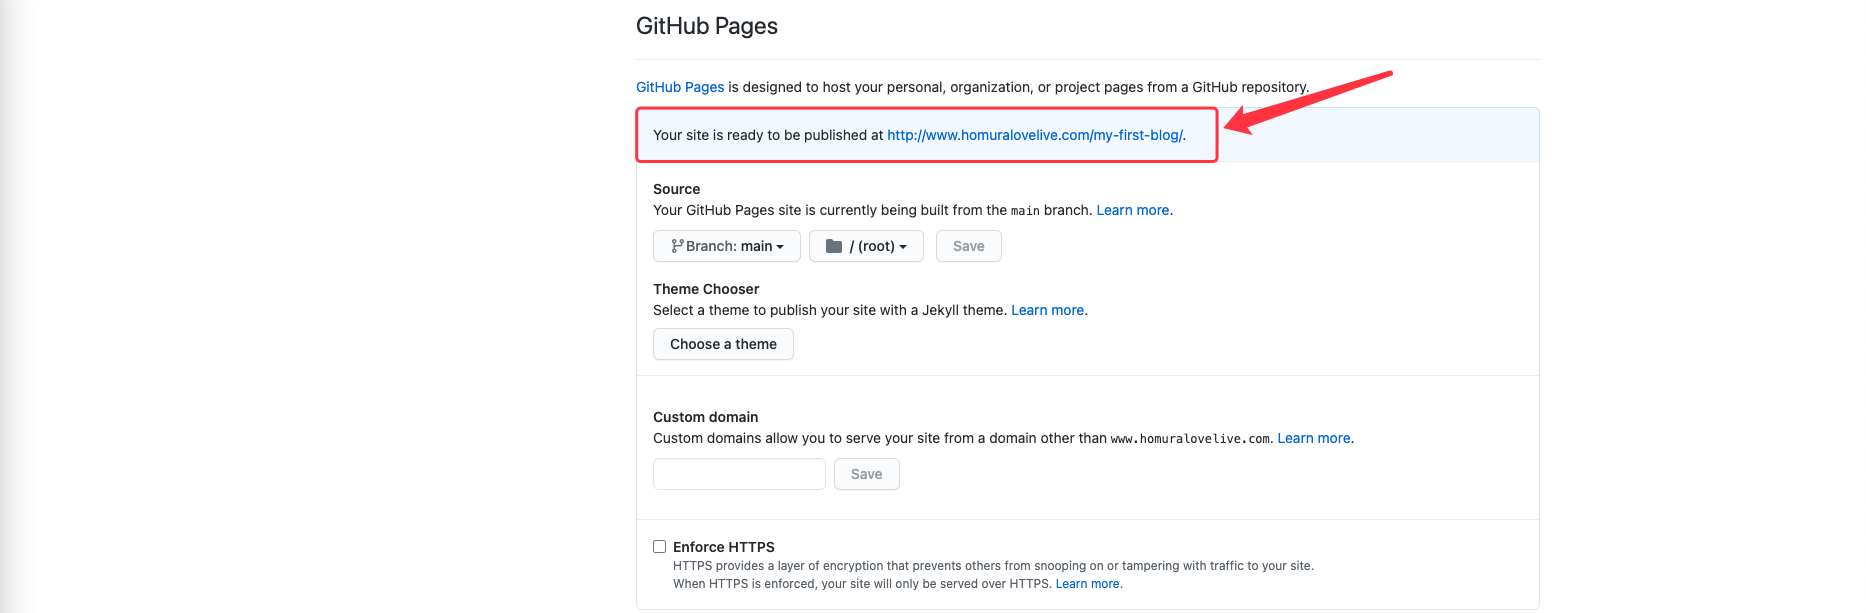 GitHub Pages
GitHub Pages is designed to host your personal, organization, or project pages from a GitHub repository.
Your site is ready to be published at http://www.homuralovelive.com/my-first-blog/.
Source
Your GitHub Pages site is currently being built from the main branch. Learn more.
Branch: main / (root) Save
Theme Chooser
Select a theme to publish your site with a Jekyll theme. Learn more.
Choose a theme
Custom domain
Custom domains allow you to serve your site from a domain other than www.homuralovelive.com. Learn more.
Save
Enforce HTTPS
HTTPS provides a layer of encryption that prevents others from snooping on or tampering with traffic to your site.
When HTTPS is enforced, your site will only be served over HTTPS. Learn more.